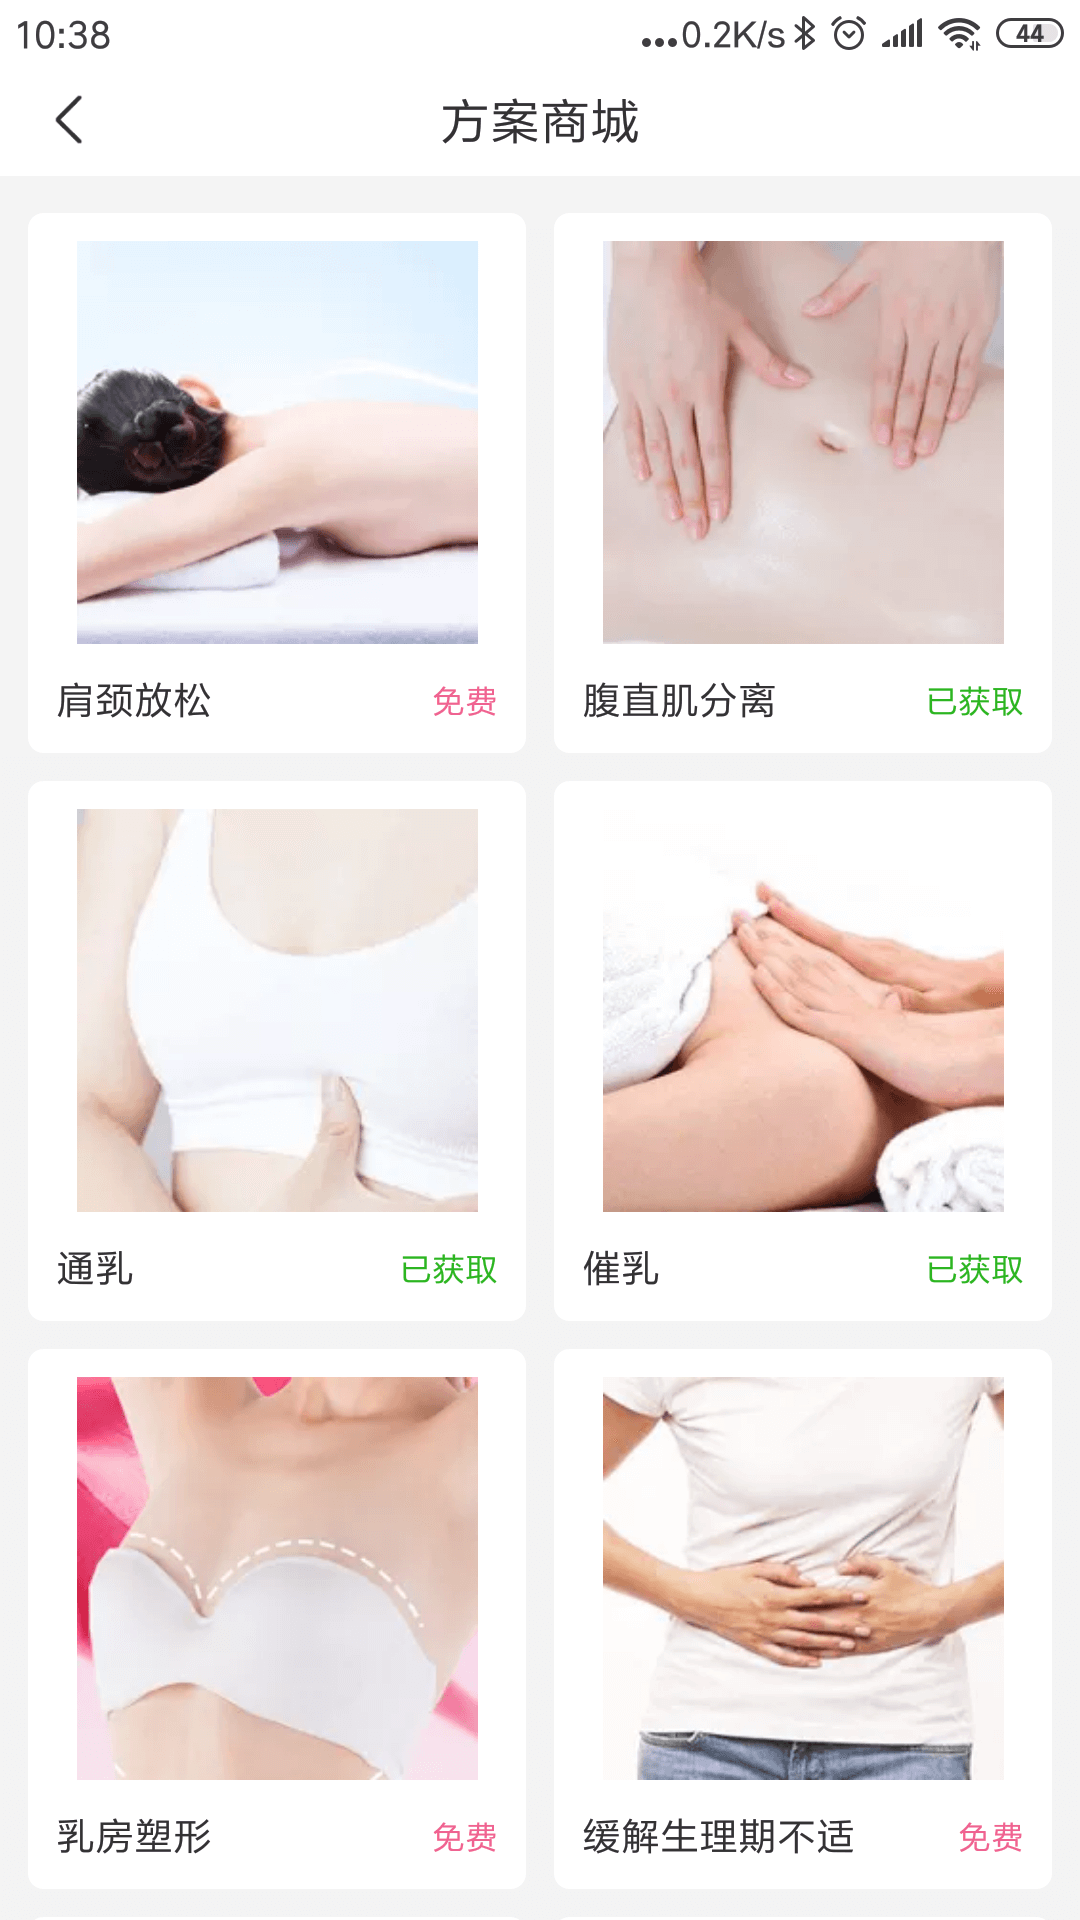 10:38
...0.2K/s
44
方案商城
肩颈放松 免费
腹直肌分离 已获取
通乳 已获取
催乳 已获取
乳房塑形 免费
缓解生理期不适 免费